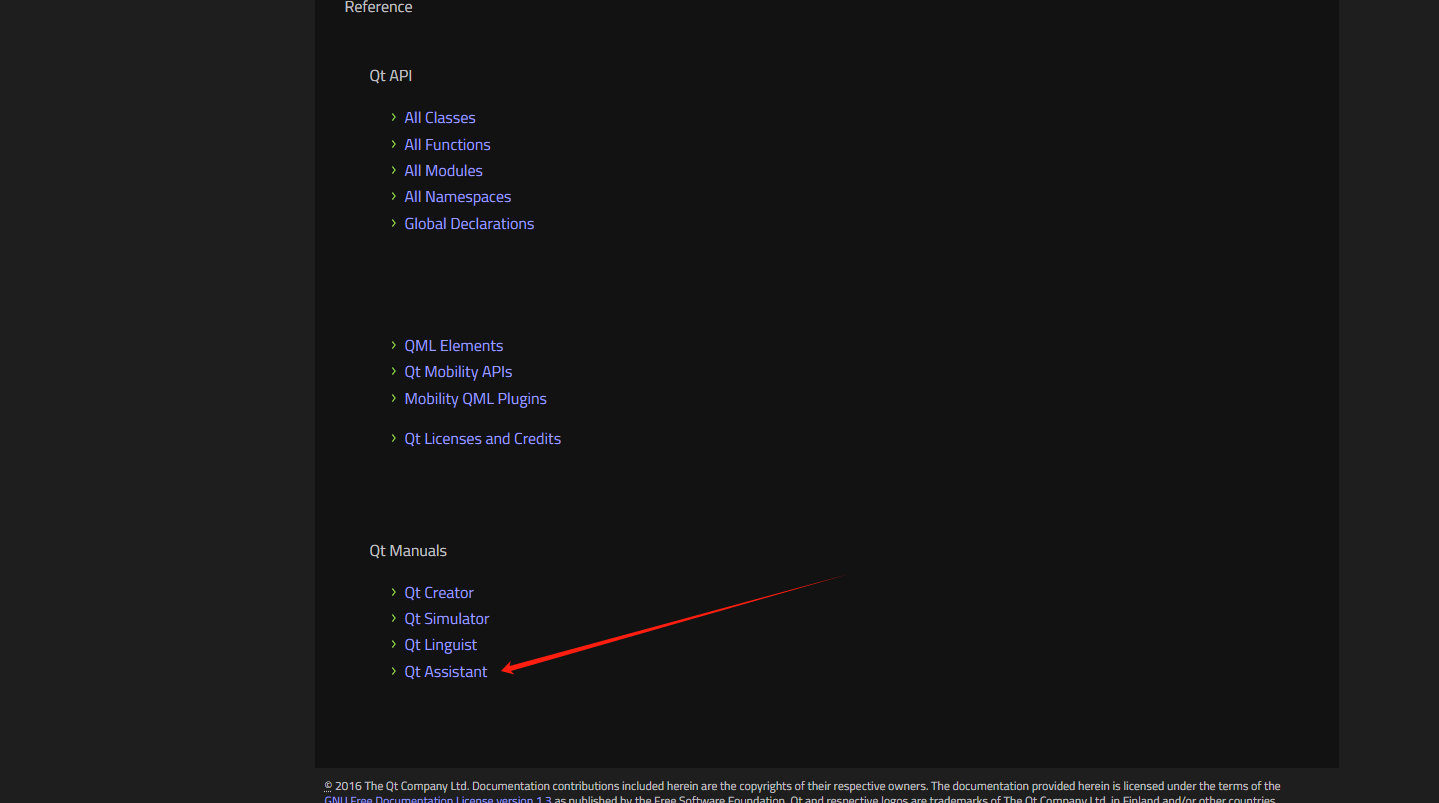 Reference
Qt API
All Classes
All Functions
All Modules
All Namespaces
Global Declarations
QML Elements
Qt Mobility APIs
Mobility QML Plugins
Qt Licenses and Credits
Qt Manuals
Qt Creator
Qt Simulator
Qt Linguist
Qt Assistant
© 2016 The Qt Company Ltd. Documentation contributions included herein are the copyrights of their respective owners. The documentation provided herein is licensed under the terms of the
GNU Free Documentation License version 1.3 as published by the Free Software Foundation. Qt and respective logos are trademarks of The Qt Company Ltd. in Finland and/or other countries